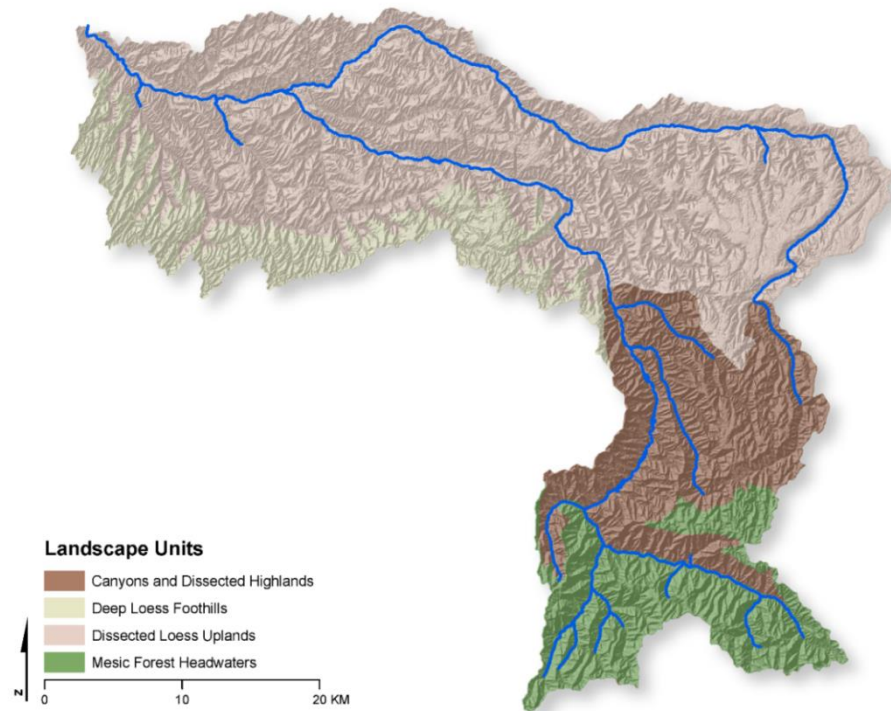 Landscape Units
Canyons and Dissected Highlands
Deep Loess Foothills
Dissected Loess Uplands
Mesic Forest Headwaters
N
0 10 20 KM